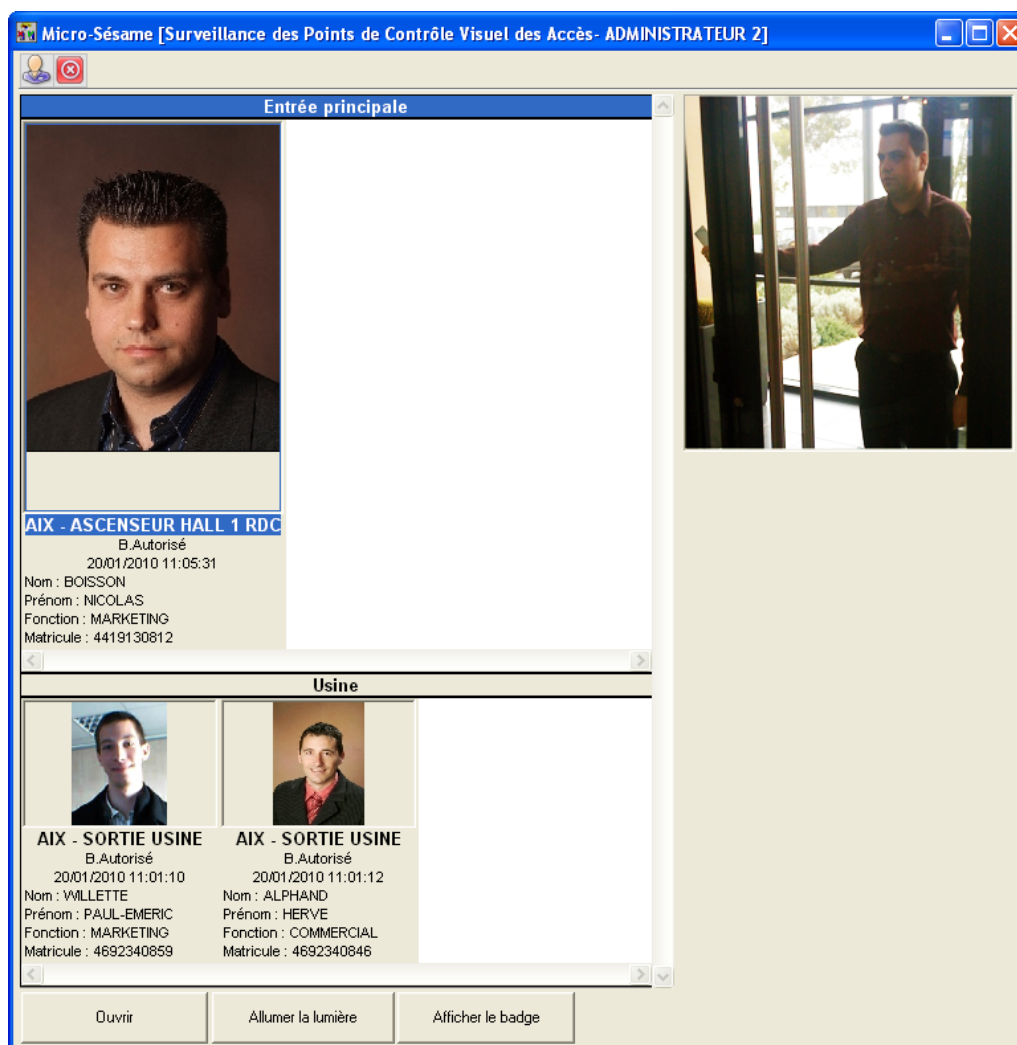 Micro-Sésame [Surveillance des Points de Contrôle Visuel des Accès- ADMINISTRATEUR 2]
Entrée principale
AIX - ASCENSEUR HALL 1 RDC
B.Autorisé
20/01/2010 11:05:31
Nom : BOISSON
Prénom : NICOLAS
Fonction : MARKETING
Matricule : 4419130812
Usine
AIX - SORTIE USINE
B.Autorisé
20/01/2010 11:01:10
Nom : WILLETTE
Prénom : PAUL-EMERIC
Fonction : MARKETING
Matricule : 4692340859
AIX - SORTIE USINE
B.Autorisé
20/01/2010 11:01:12
Nom : ALPHAND
Prénom : HERVE
Fonction : COMMERCIAL
Matricule : 4692340846
Ouvrir
Allumer la lumière
Afficher le badge